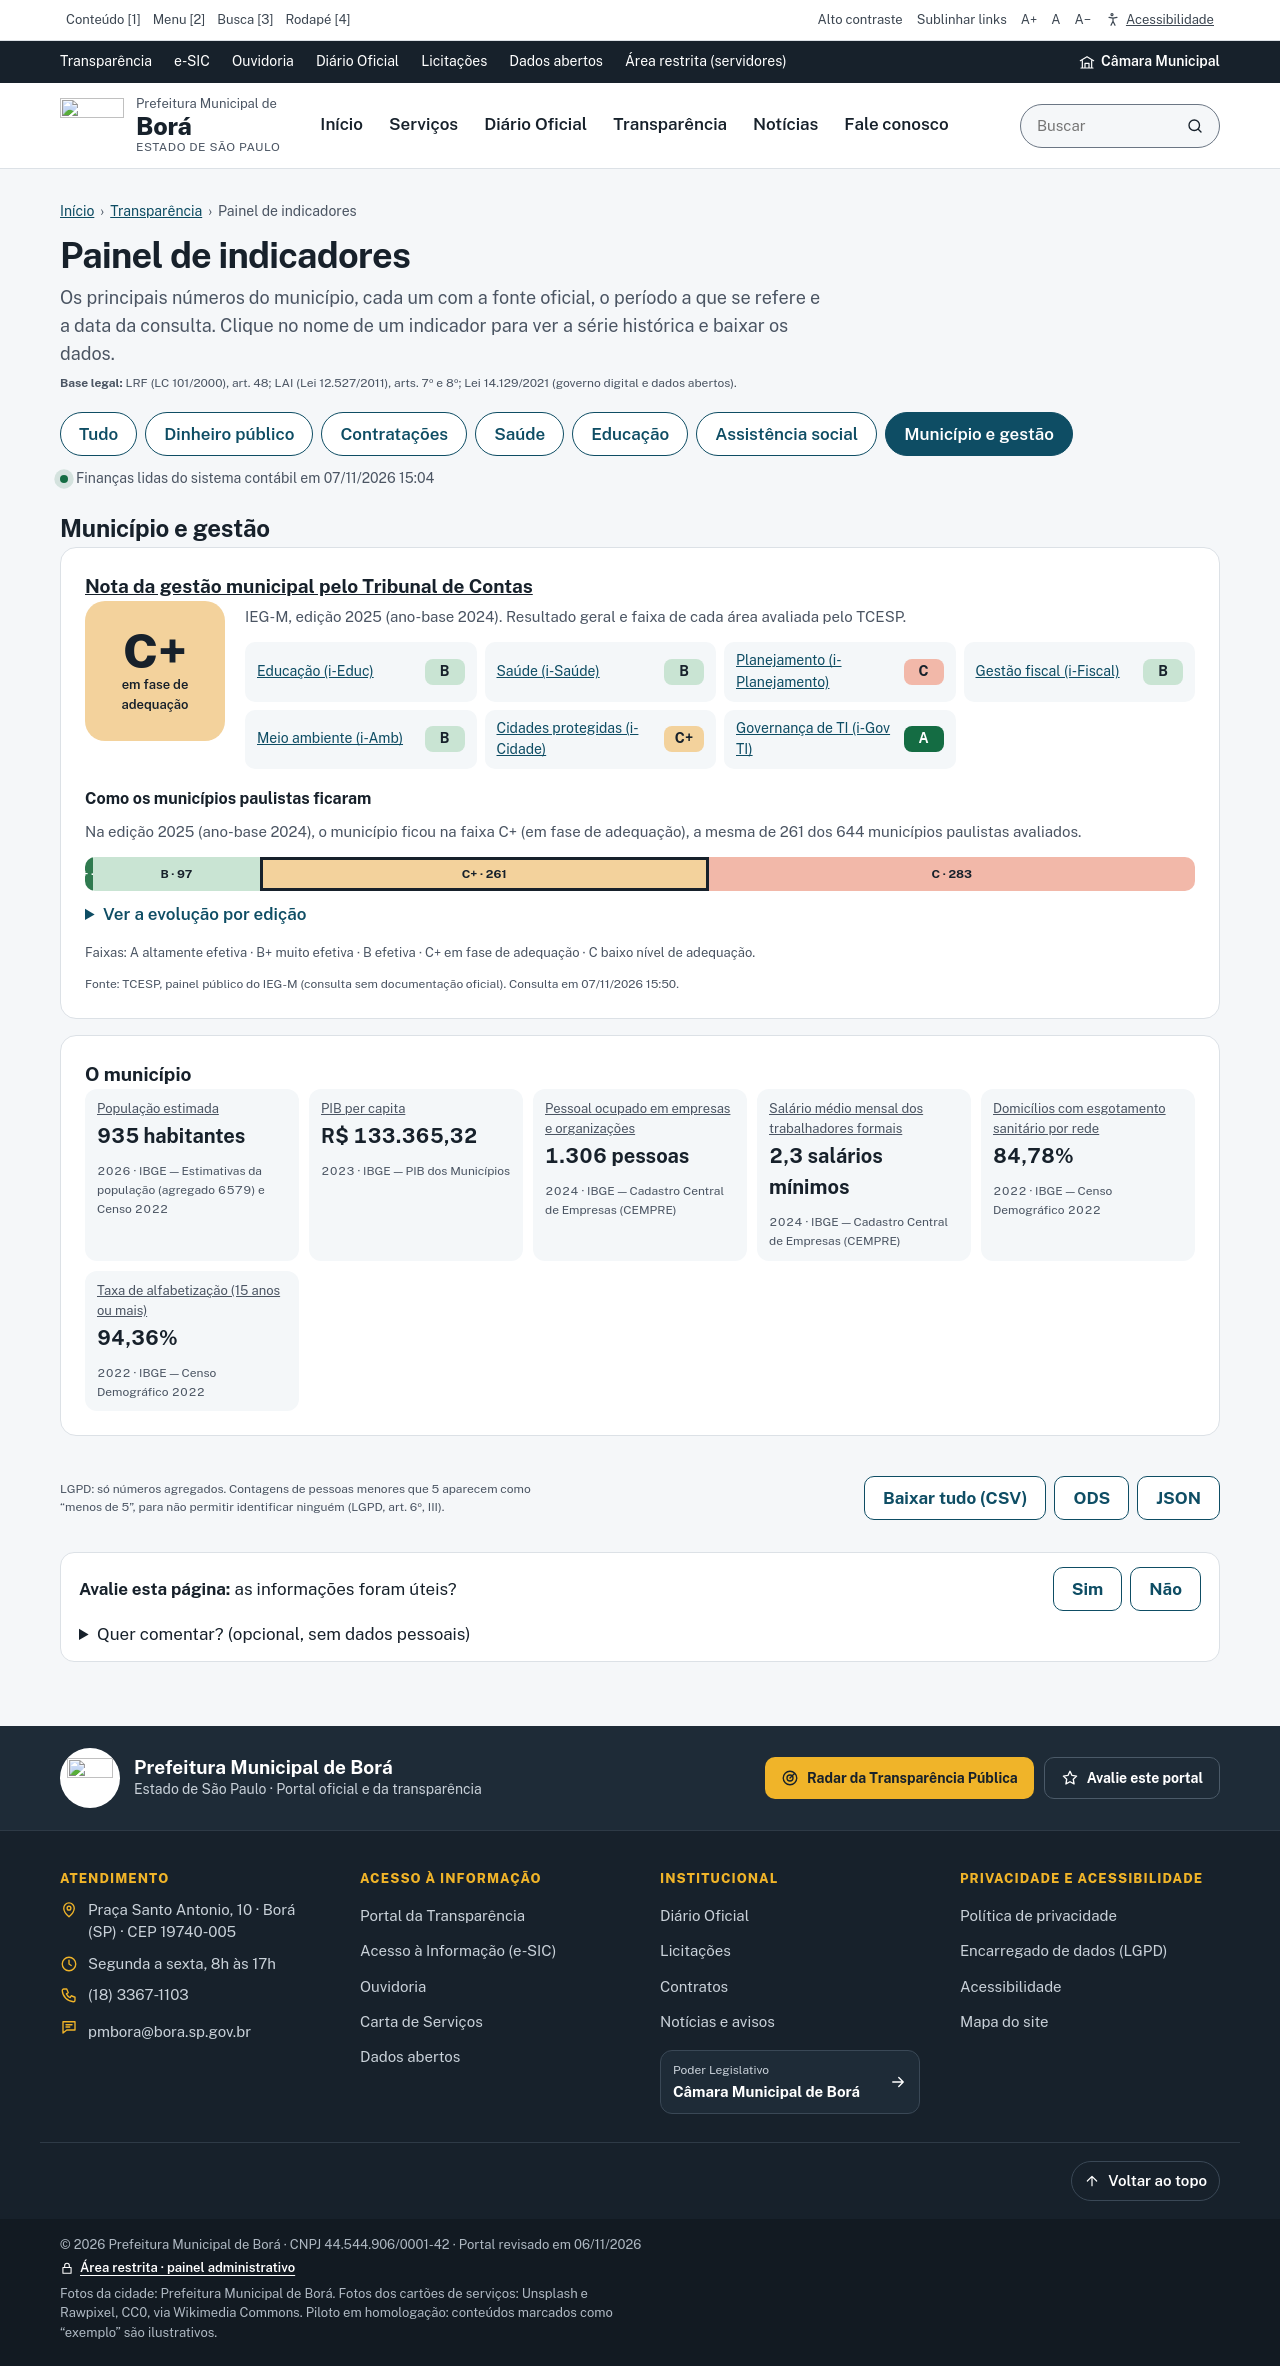 Conteúdo [1] Menu [2] Busca [3] Rodapé [4]
Alto contraste Sublinhar links A+ A A− Acessibilidade
Transparência e-SIC Ouvidoria Diário Oficial Licitações Dados abertos Área restrita (servidores)
Câmara Municipal
Prefeitura Municipal de
Borá
ESTADO DE SÃO PAULO
Início Serviços Diário Oficial Transparência Notícias Fale conosco
Buscar
Início › Transparência › Painel de indicadores
Painel de indicadores
Os principais números do município, cada um com a fonte oficial, o período a que se refere e
a data da consulta. Clique no nome de um indicador para ver a série histórica e baixar os
dados.
Base legal: LRF (LC 101/2000), art. 48; LAI (Lei 12.527/2011), arts. 7º e 8º; Lei 14.129/2021 (governo digital e dados abertos).
Tudo Dinheiro público Contratações Saúde Educação Assistência social Município e gestão
Finanças lidas do sistema contábil em 07/11/2026 15:04
Município e gestão
Nota da gestão municipal pelo Tribunal de Contas
C+
em fase de
adequação
IEG-M, edição 2025 (ano-base 2024). Resultado geral e faixa de cada área avaliada pelo TCESP.
Educação (i-Educ) B
Saúde (i-Saúde) B
Planejamento (i-
Planejamento) C
Gestão fiscal (i-Fiscal) B
Meio ambiente (i-Amb) B
Cidades protegidas (i-
Cidade) C+
Governança de TI (i-Gov
TI) A
Como os municípios paulistas ficaram
Na edição 2025 (ano-base 2024), o município ficou na faixa C+ (em fase de adequação), a mesma de 261 dos 644 municípios paulistas avaliados.
B · 97 C+ · 261 C · 283
Ver a evolução por edição
Faixas: A altamente efetiva · B+ muito efetiva · B efetiva · C+ em fase de adequação · C baixo nível de adequação.
Fonte: TCESP, painel público do IEG-M (consulta sem documentação oficial). Consulta em 07/11/2026 15:50.
O município
População estimada
935 habitantes
2026 · IBGE — Estimativas da
população (agregado 6579) e
Censo 2022
PIB per capita
R$ 133.365,32
2023 · IBGE — PIB dos Municípios
Pessoal ocupado em empresas
e organizações
1.306 pessoas
2024 · IBGE — Cadastro Central
de Empresas (CEMPRE)
Salário médio mensal dos
trabalhadores formais
2,3 salários
mínimos
2024 · IBGE — Cadastro Central
de Empresas (CEMPRE)
Domicílios com esgotamento
sanitário por rede
84,78%
2022 · IBGE — Censo
Demográfico 2022
Taxa de alfabetização (15 anos
ou mais)
94,36%
2022 · IBGE — Censo
Demográfico 2022
LGPD: só números agregados. Contagens de pessoas menores que 5 aparecem como
“menos de 5”, para não permitir identificar ninguém (LGPD, art. 6º, III).
Baixar tudo (CSV) ODS JSON
Avalie esta página: as informações foram úteis?
Sim Não
Quer comentar? (opcional, sem dados pessoais)
Prefeitura Municipal de Borá
Estado de São Paulo · Portal oficial e da transparência
Radar da Transparência Pública
Avalie este portal
ATENDIMENTO
Praça Santo Antonio, 10 · Borá
(SP) · CEP 19740-005
Segunda a sexta, 8h às 17h
(18) 3367-1103
pmbora@bora.sp.gov.br
ACESSO À INFORMAÇÃO
Portal da Transparência
Acesso à Informação (e-SIC)
Ouvidoria
Carta de Serviços
Dados abertos
INSTITUCIONAL
Diário Oficial
Licitações
Contratos
Notícias e avisos
Poder Legislativo
Câmara Municipal de Borá
PRIVACIDADE E ACESSIBILIDADE
Política de privacidade
Encarregado de dados (LGPD)
Acessibilidade
Mapa do site
Voltar ao topo
© 2026 Prefeitura Municipal de Borá · CNPJ 44.544.906/0001-42 · Portal revisado em 06/11/2026
Área restrita · painel administrativo
Fotos da cidade: Prefeitura Municipal de Borá. Fotos dos cartões de serviços: Unsplash e
Rawpixel, CC0, via Wikimedia Commons. Piloto em homologação: conteúdos marcados como
“exemplo” são ilustrativos.